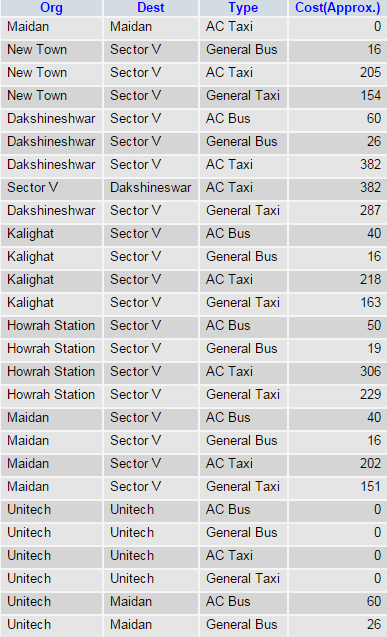 Org Dest Type Cost(Approx.)
Maidan Maidan AC Taxi 0
New Town Sector V General Bus 16
New Town Sector V AC Taxi 205
New Town Sector V General Taxi 154
Dakshineshwar Sector V AC Bus 60
Dakshineshwar Sector V General Bus 26
Dakshineshwar Sector V AC Taxi 382
Sector V Dakshineswar AC Taxi 382
Dakshineshwar Sector V General Taxi 287
Kalighat Sector V AC Bus 40
Kalighat Sector V General Bus 16
Kalighat Sector V AC Taxi 218
Kalighat Sector V General Taxi 163
Howrah Station Sector V AC Bus 50
Howrah Station Sector V General Bus 19
Howrah Station Sector V AC Taxi 306
Howrah Station Sector V General Taxi 229
Maidan Sector V AC Bus 40
Maidan Sector V General Bus 16
Maidan Sector V AC Taxi 202
Maidan Sector V General Taxi 151
Unitech Unitech AC Bus 0
Unitech Unitech General Bus 0
Unitech Unitech AC Taxi 0
Unitech Unitech General Taxi 0
Unitech Maidan AC Bus 60
Unitech Maidan General Bus 26